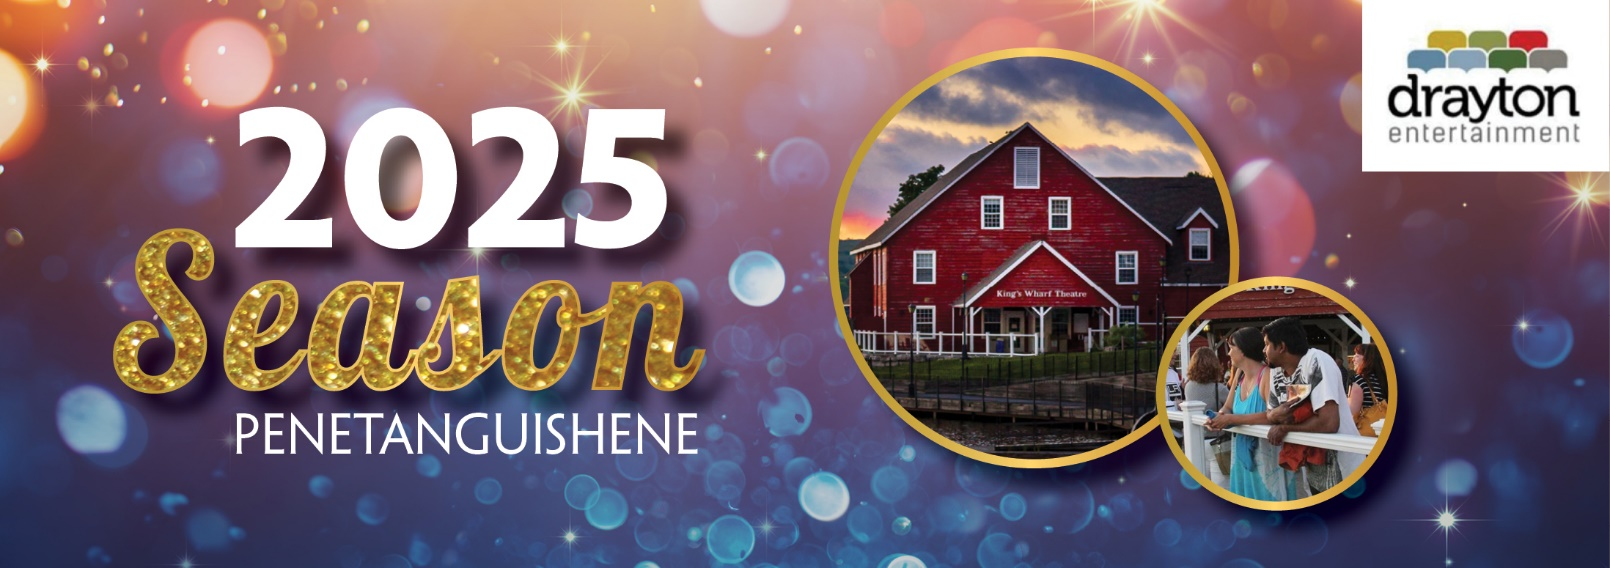 2025
Season
PENETANGUISHENE
King's Wharf Theatre
drayton
entertainment